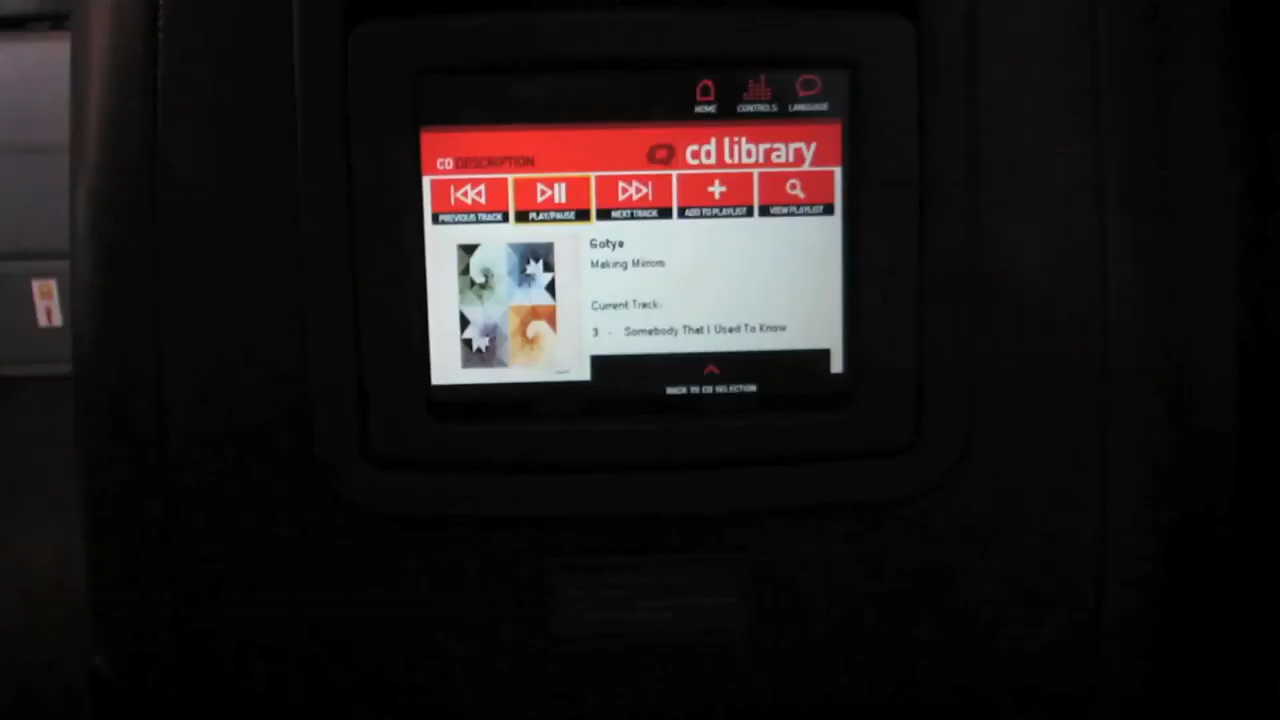 HOME CONTROLS LANGUAGE
CD DESCRIPTION cd library
PREVIOUS TRACK PLAY/PAUSE NEXT TRACK ADD TO PLAYLIST VIEW PLAYLIST
Gotye
Making Mirrors
Current Track:
3 - Somebody That I Used To Know
BACK TO CD SELECTION